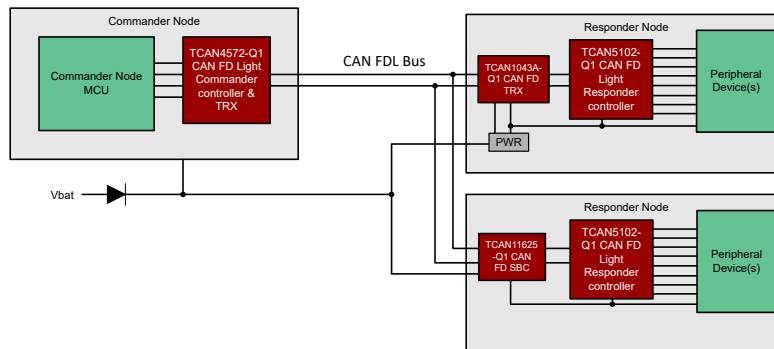 Commander Node
Commander Node
MCU
TCAN4572-Q1
CAN FD Light
Commander
controller &
TRX
CAN FDL Bus
Vbat
Responder Node
TCAN1043A-
Q1 CAN FD
TRX
PWR
TCAN5102-
Q1 CAN FD
Light
Responder
controller
Peripheral
Device(s)
Responder Node
TCAN11625
-Q1 CAN
FD SBC
TCAN5102-
Q1 CAN FD
Light
Responder
controller
Peripheral
Device(s)